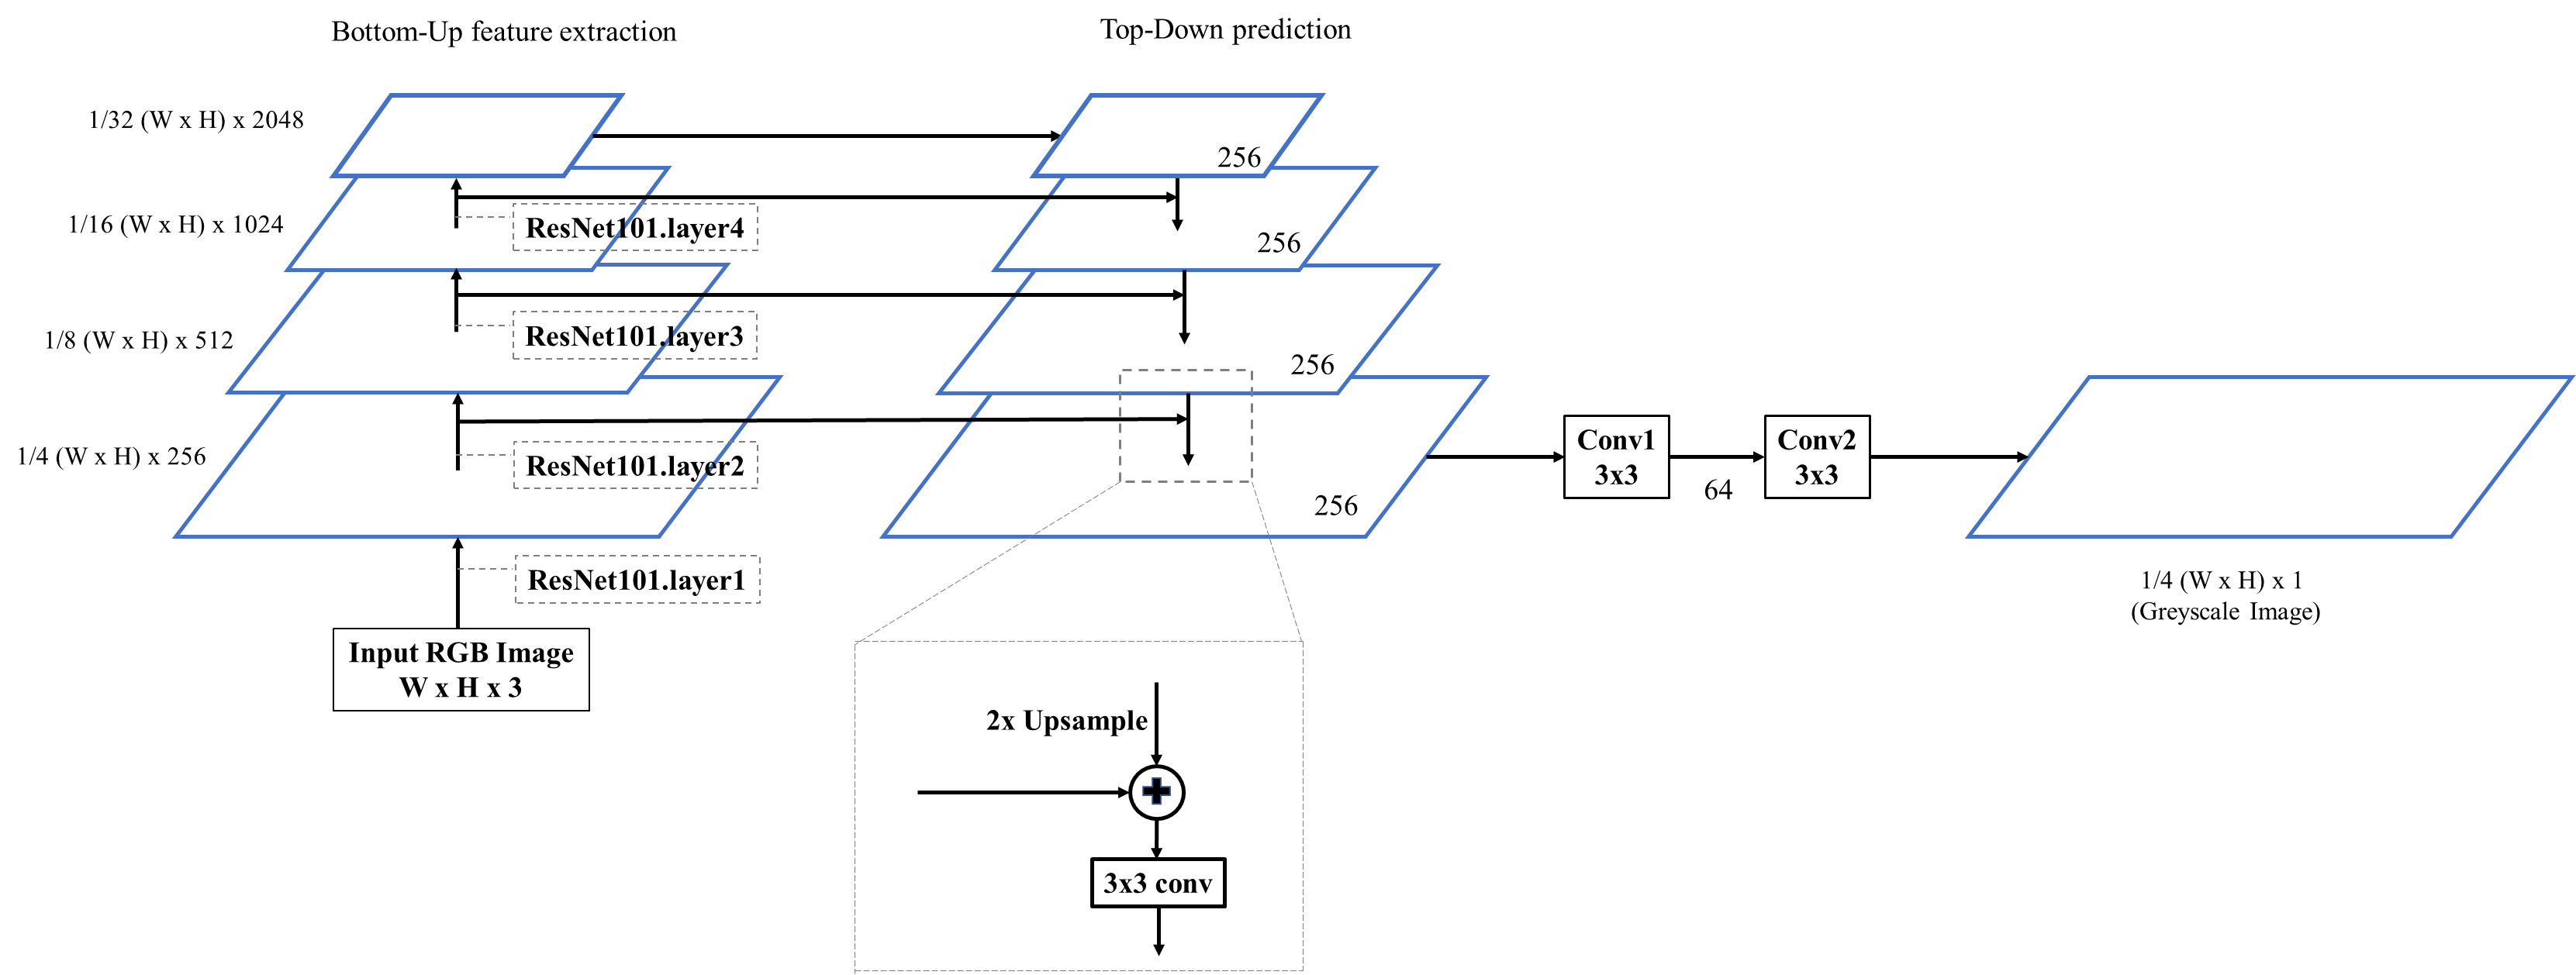 Bottom-Up feature extraction
Top-Down prediction
1/32 (W x H) x 2048
256
1/16 (W x H) x 1024
ResNet101.layer4
256
1/8 (W x H) x 512
ResNet101.layer3
256
1/4 (W x H) x 256
ResNet101.layer2
256
Conv1
3x3
64
Conv2
3x3
ResNet101.layer1
1/4 (W x H) x 1
(Greyscale Image)
Input RGB Image
W x H x 3
2x Upsample
3x3 conv